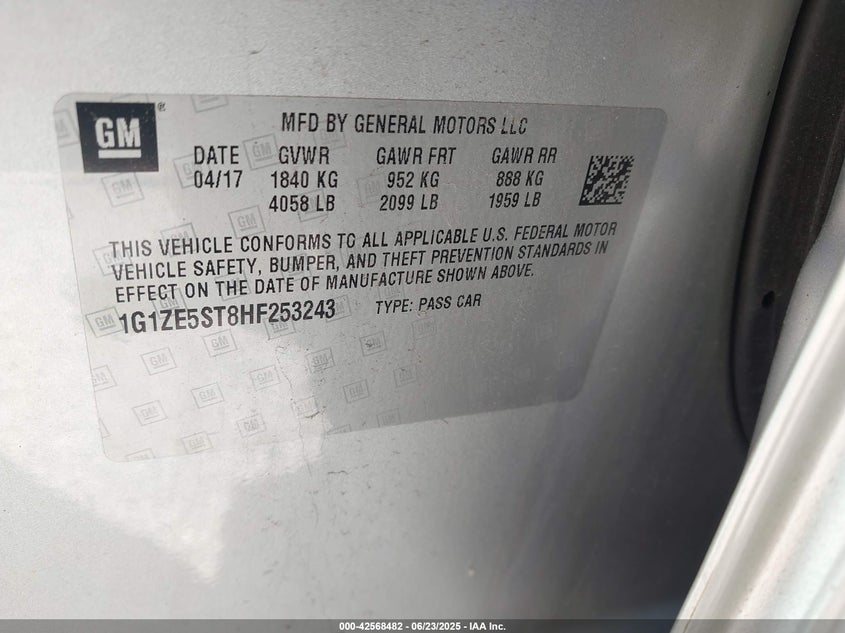 GM ®
MFD BY GENERAL MOTORS LLC
DATE GVWR GAWR FRT GAWR RR
04/17 1840 KG 952 KG 888 KG
4058 LB 2099 LB 1959 LB
THIS VEHICLE CONFORMS TO ALL APPLICABLE U.S. FEDERAL MOTOR
VEHICLE SAFETY, BUMPER, AND THEFT PREVENTION STANDARDS IN
EFFECT ON THE DATE OF MANUFACTURE SHOWN ABOVE.
1G1ZE5ST8HF253243 TYPE: PASS CAR
000-42568482 - 06/23/2025 - IAA Inc.